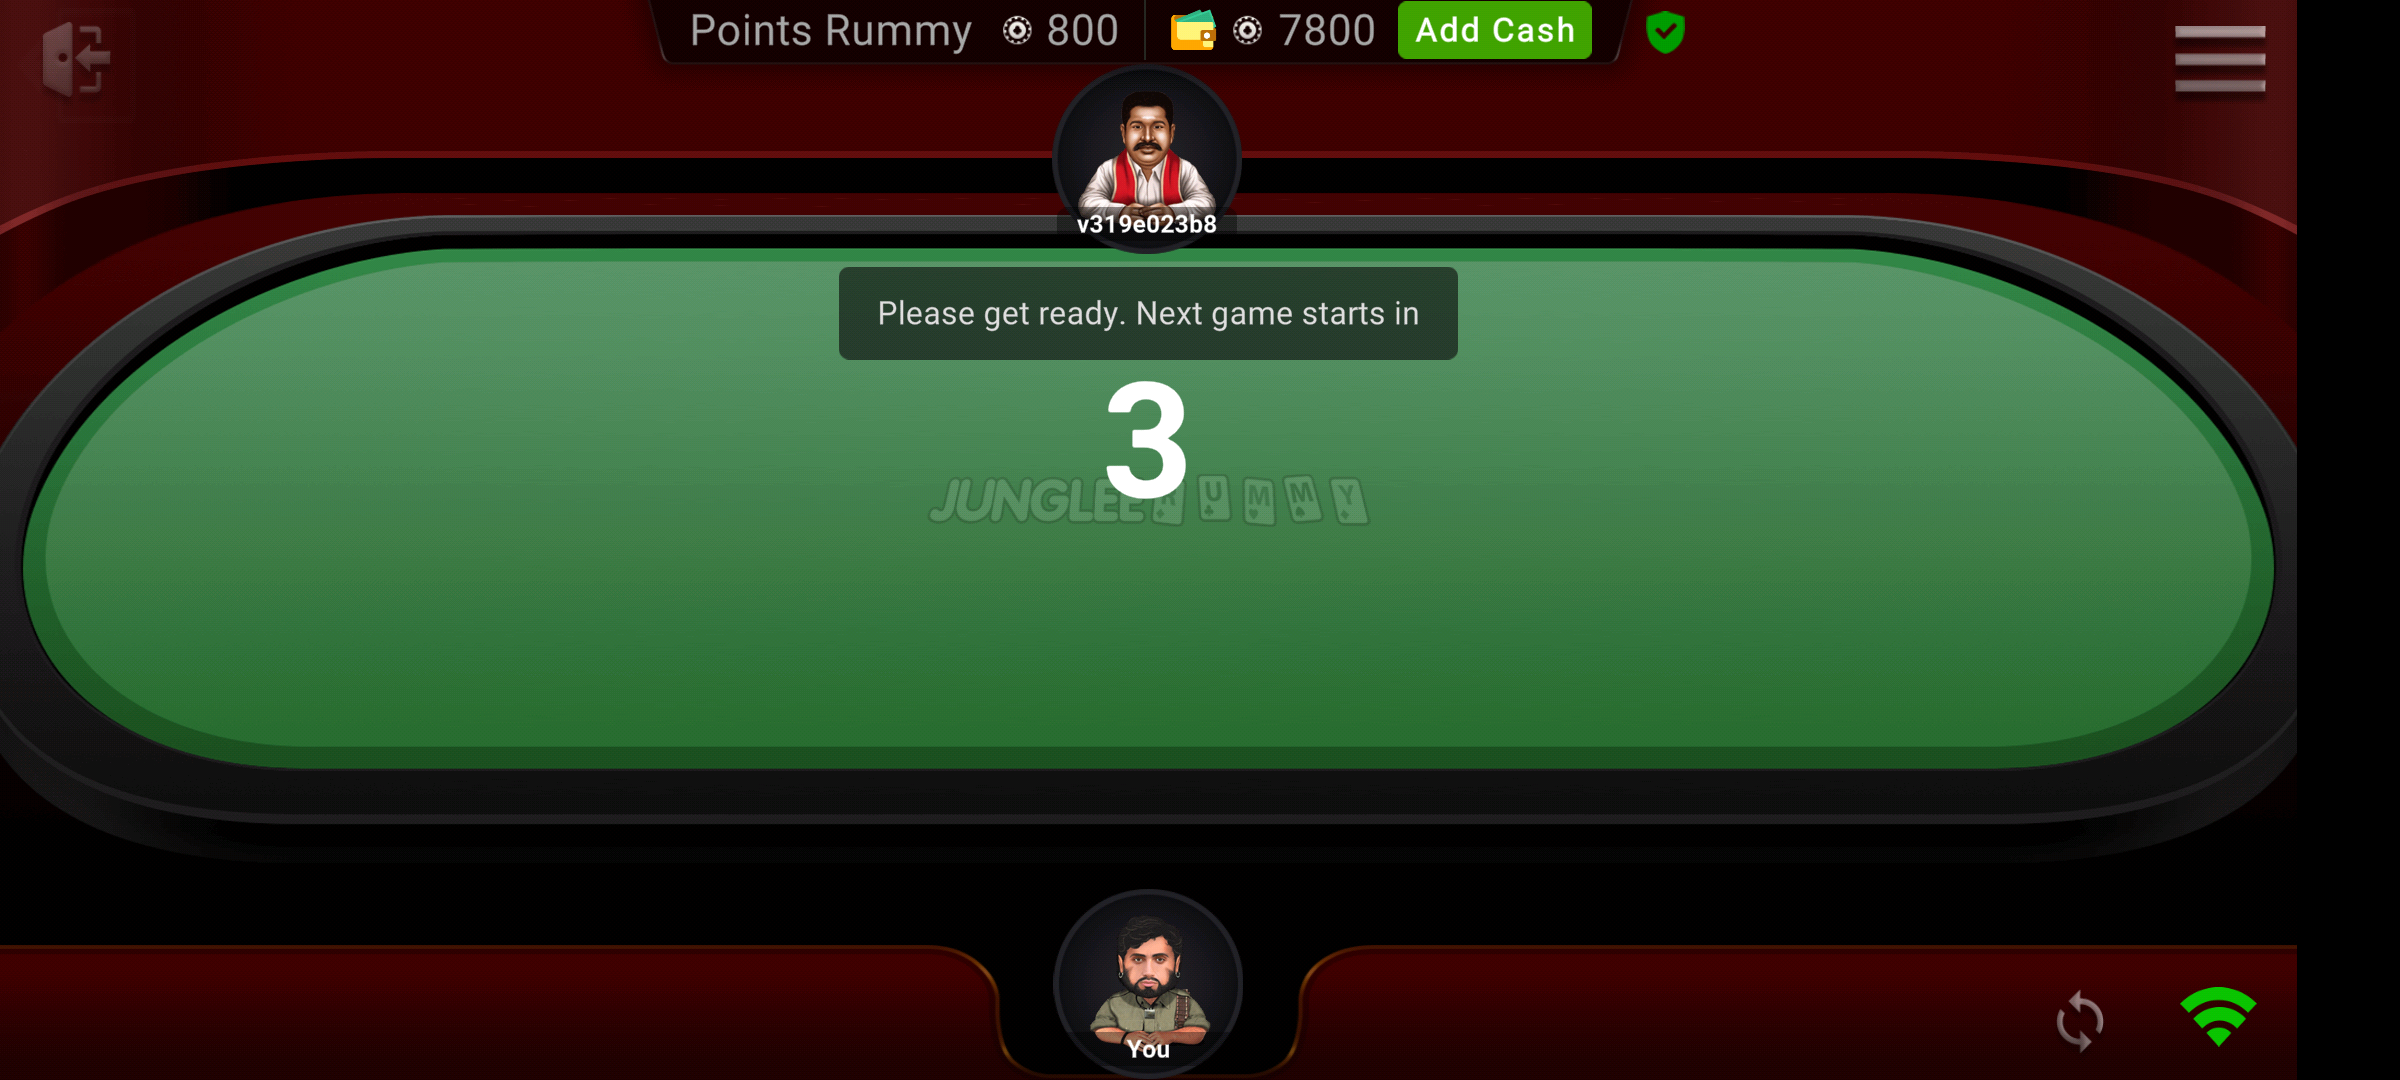 Points Rummy 800 7800 Add Cash
v319e023b8
Please get ready. Next game starts in
3
JUNGLEE RUMMY
You